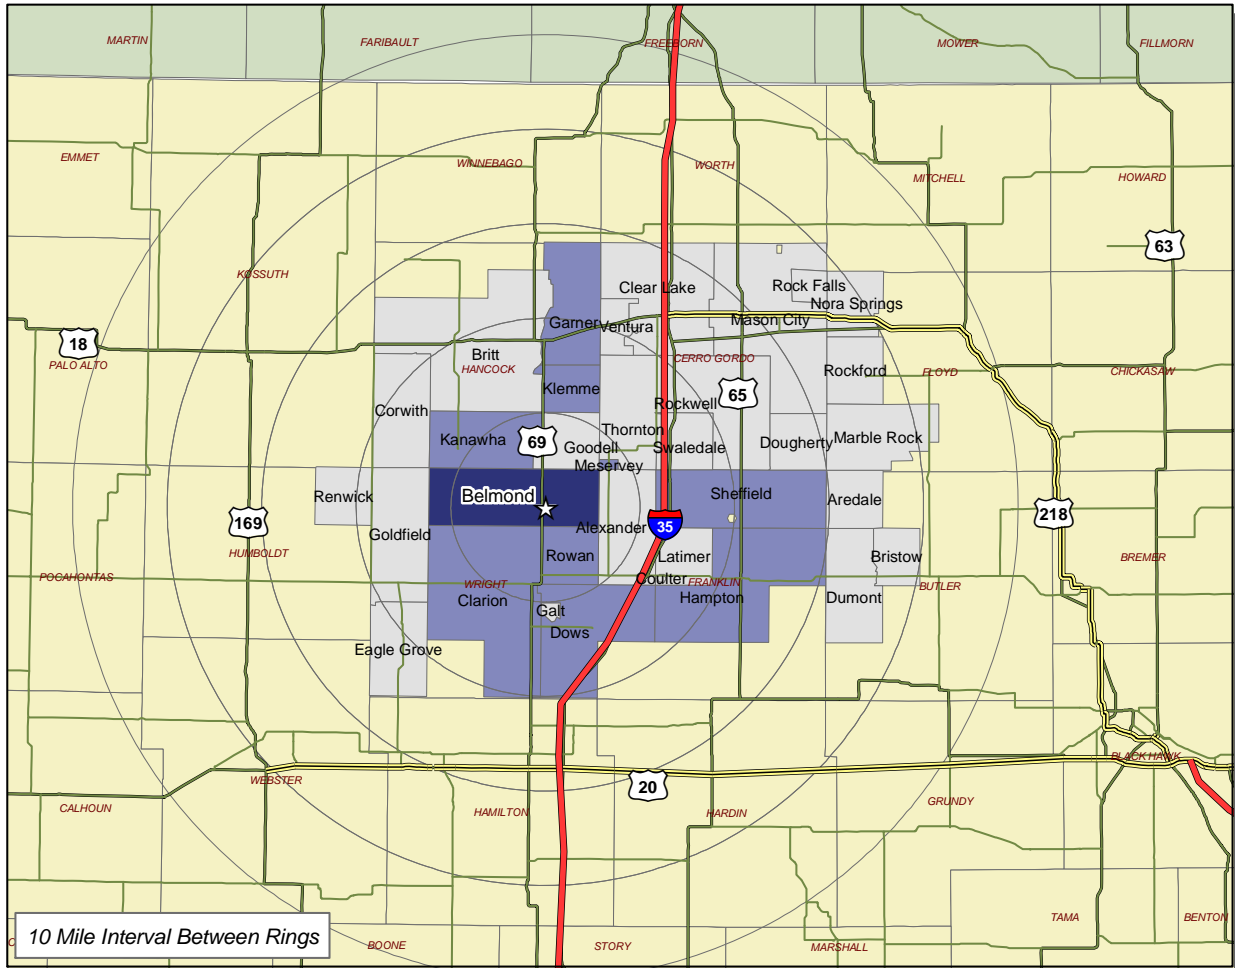 MARTIN
FARIBAULT
FREEBORN
MOWER
FILLMORN
EMMET
WINNEBAGO
WORTH
MITCHELL
HOWARD
63
KOSSUTH
Clear Lake
Rock Falls
Nora Springs
Garner
Ventura
Mason City
18
PALO ALTO
Britt
HANCOCK
CERRO GORDO
Rockford
FLOYD
CHICKASAW
Klemme
65
Corwith
Rockwell
Kanawha
69
Thornton
Goodell
Swaledale
Dougherty
Marble Rock
Meservey
Renwick
Belmond
Sheffield
Aredale
169
Goldfield
Alexander
35
218
HUMBOLDT
Rowan
Latimer
Bristow
BREMER
POCAHONTAS
WRIGHT
Coulter
FRANKLIN
BUTLER
Clarion
Galt
Hampton
Dumont
Dows
Eagle Grove
BLACK HAWK
WEBSTER
20
CALHOUN
HAMILTON
HARDIN
GRUNDY
TAMA
BENTON
10 Mile Interval Between Rings
BOONE
STORY
MARSHALL